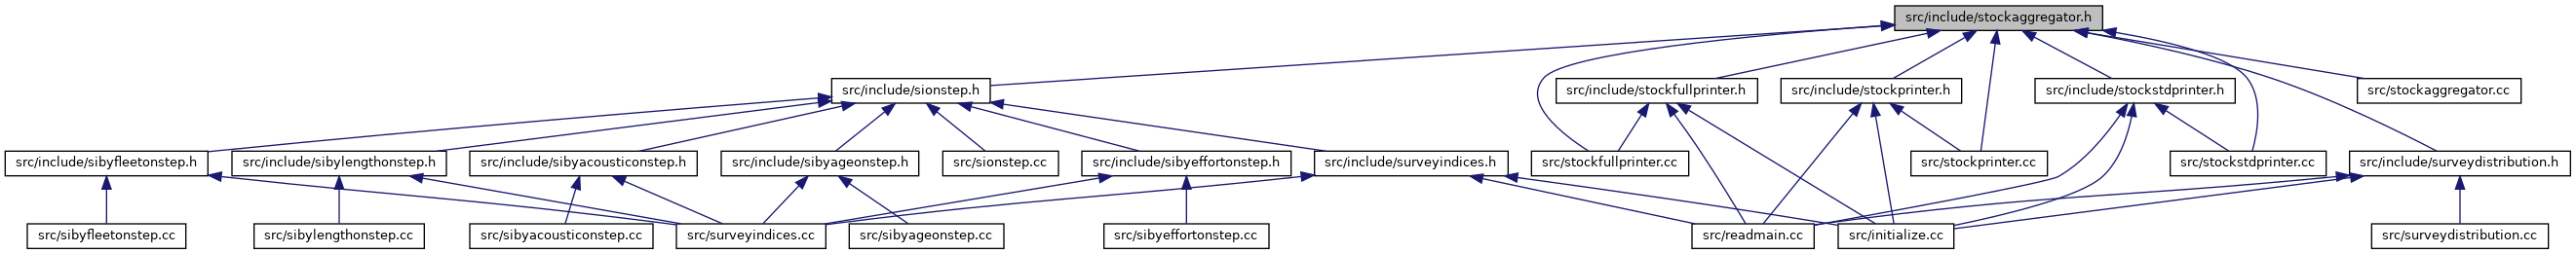 src/include/stockaggregator.h
src/include/sionstep.h
src/include/stockfullprinter.h
src/include/stockprinter.h
src/include/stockstdprinter.h
src/stockaggregator.cc
src/include/sibyfleetonstep.h
src/include/sibylengthonstep.h
src/include/sibyacousticonstep.h
src/include/sibyageonstep.h
src/sionstep.cc
src/include/sibyeffortonstep.h
src/include/surveyindices.h
src/stockfullprinter.cc
src/stockprinter.cc
src/stockstdprinter.cc
src/include/surveydistribution.h
src/sibyfleetonstep.cc
src/sibylengthonstep.cc
src/sibyacousticonstep.cc
src/surveyindices.cc
src/sibyageonstep.cc
src/sibyeffortonstep.cc
src/readmain.cc
src/initialize.cc
src/surveydistribution.cc